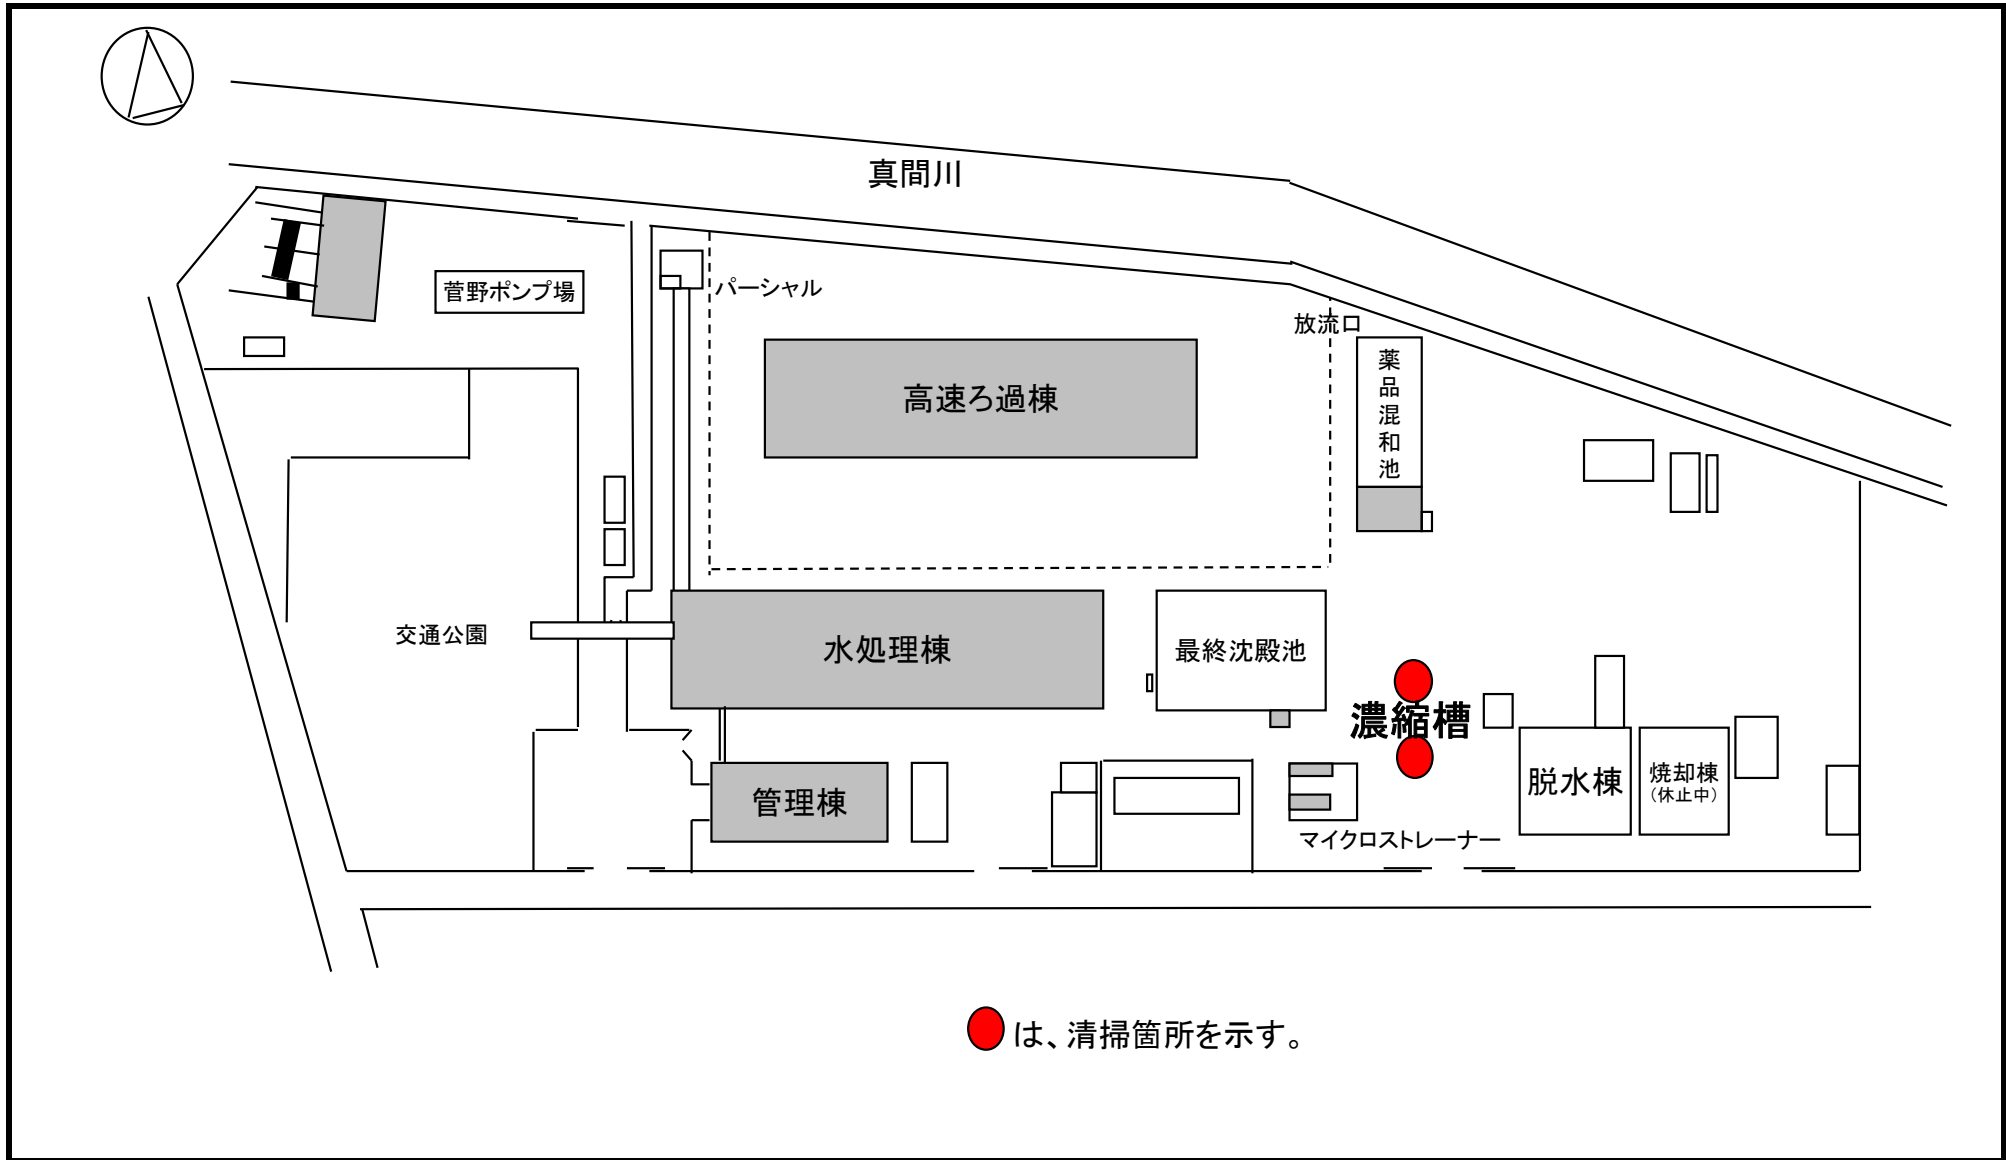 真間川
菅野ポンプ場
パーシャル
放流口
薬品混和池
高速ろ過棟
交通公園
水処理棟
最終沈殿池
濃縮槽
脱水棟
焼却棟
（休止中）
管理棟
マイクロストレーナー
は、清掃箇所を示す。